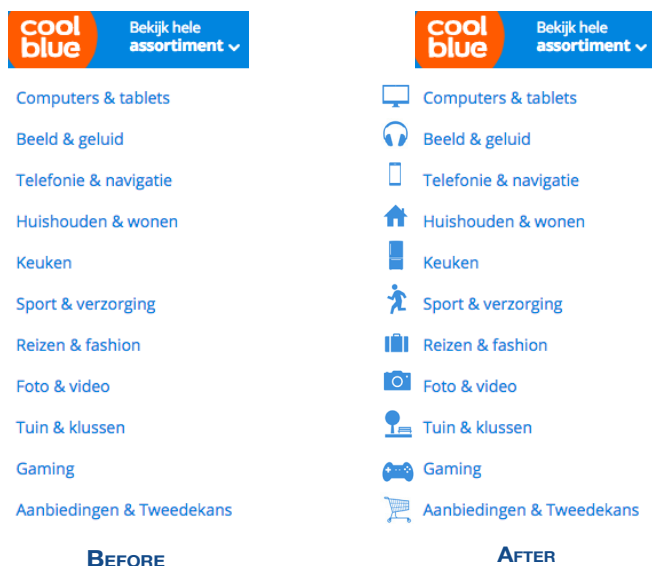 cool
blue
Bekijk hele
assortiment
Computers & tablets
Beeld & geluid
Telefonie & navigatie
Huishouden & wonen
Keuken
Sport & verzorging
Reizen & fashion
Foto & video
Tuin & klussen
Gaming
Aanbiedingen & Tweedekans
BEFORE
cool
blue
Bekijk hele
assortiment
Computers & tablets
Beeld & geluid
Telefonie & navigatie
Huishouden & wonen
Keuken
Sport & verzorging
Reizen & fashion
Foto & video
Tuin & klussen
Gaming
Aanbiedingen & Tweedekans
AFTER